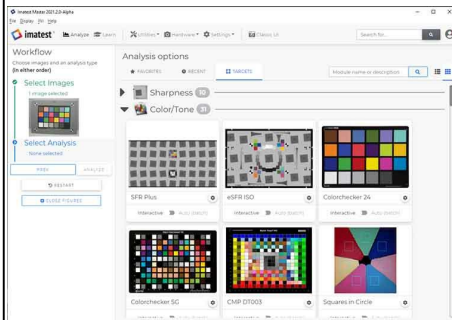 Imatest Master 2021.2.0-Alpha
File Display Pin Help
imatest Analyze Learn Utilities Hardware Settings Classic UI Search for...
Workflow
Choose images and an analysis type
(in either order)
Select Images
1 image selected
Select Analysis
None selected
ANALYZE
RESTART
CLOSE FIGURES
Analysis options
FAVORITES RECENT TARGETS Module name or description
Sharpness 30
Color/Tone 31
SFR Plus eSFR ISO Colorchecker 24
Interactive Auto (batch) Interactive Auto (batch) Interactive Auto (batch)
Colorchecker SG CMP DT003 Squares in Circle